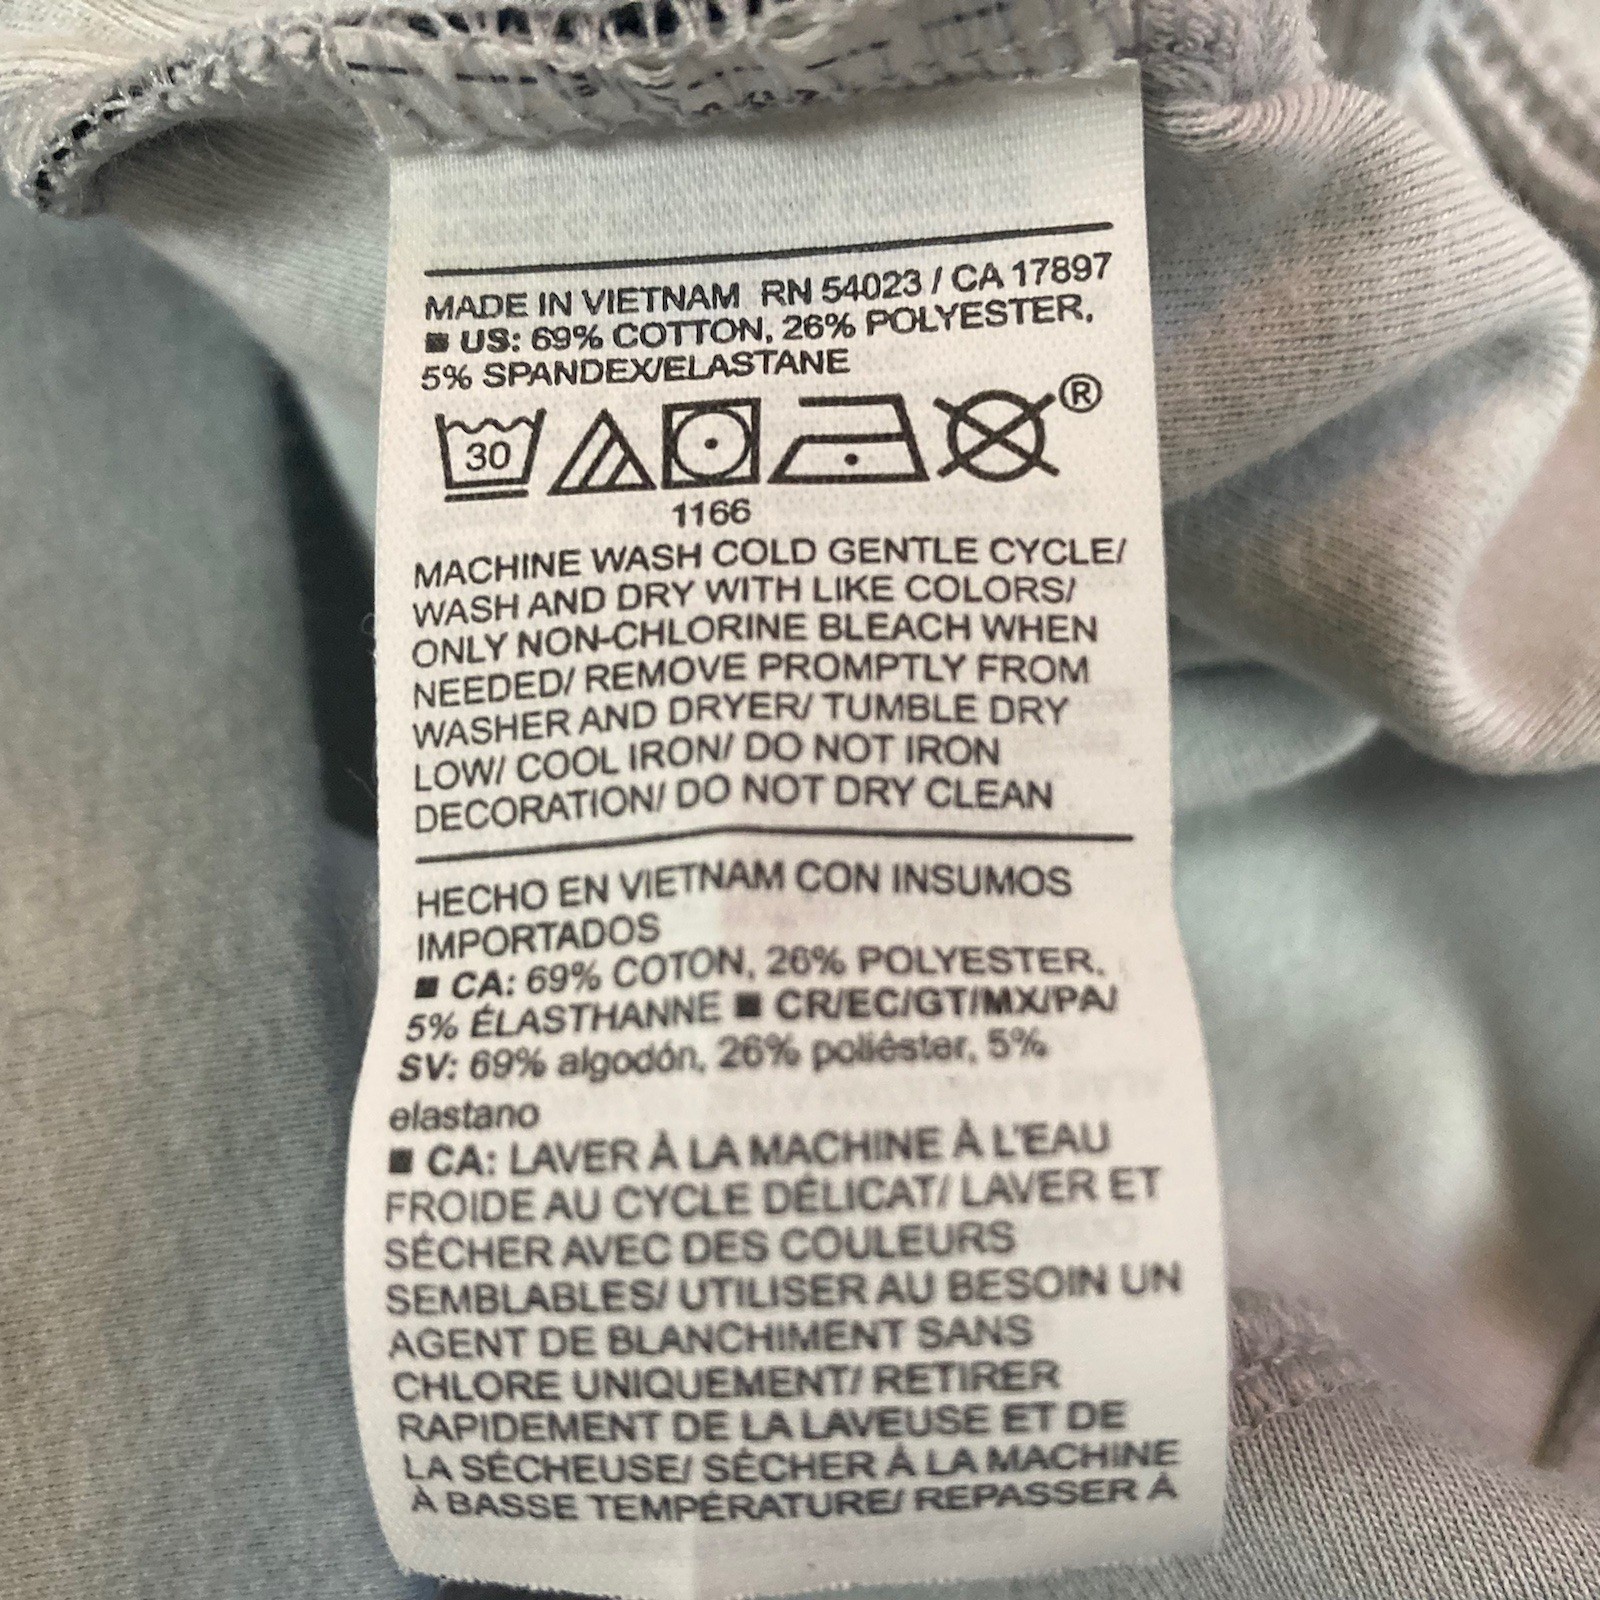 MADE IN VIETNAM RN 54023 / CA 17897
■ US: 69% COTTON, 26% POLYESTER,
5% SPANDEX/ELASTANE
30
®
1166
MACHINE WASH COLD GENTLE CYCLE/
WASH AND DRY WITH LIKE COLORS/
ONLY NON-CHLORINE BLEACH WHEN
NEEDED/ REMOVE PROMPTLY FROM
WASHER AND DRYER/ TUMBLE DRY
LOW/ COOL IRON/ DO NOT IRON
DECORATION/ DO NOT DRY CLEAN
HECHO EN VIETNAM CON INSUMOS
IMPORTADOS
■ CA: 69% COTON, 26% POLYESTER,
5% ÉLASTHANNE ■ CR/EC/GT/MX/PA/
SV: 69% algodón, 26% poliéster, 5%
elastano
■ CA: LAVER À LA MACHINE À L'EAU
FROIDE AU CYCLE DÉLICAT/ LAVER ET
SÉCHER AVEC DES COULEURS
SEMBLABLES/ UTILISER AU BESOIN UN
AGENT DE BLANCHIMENT SANS
CHLORE UNIQUEMENT/ RETIRER
RAPIDEMENT DE LA LAVEUSE ET DE
LA SÉCHEUSE/ SÉCHER À LA MACHINE
À BASSE TEMPÉRATURE/ REPASSER À